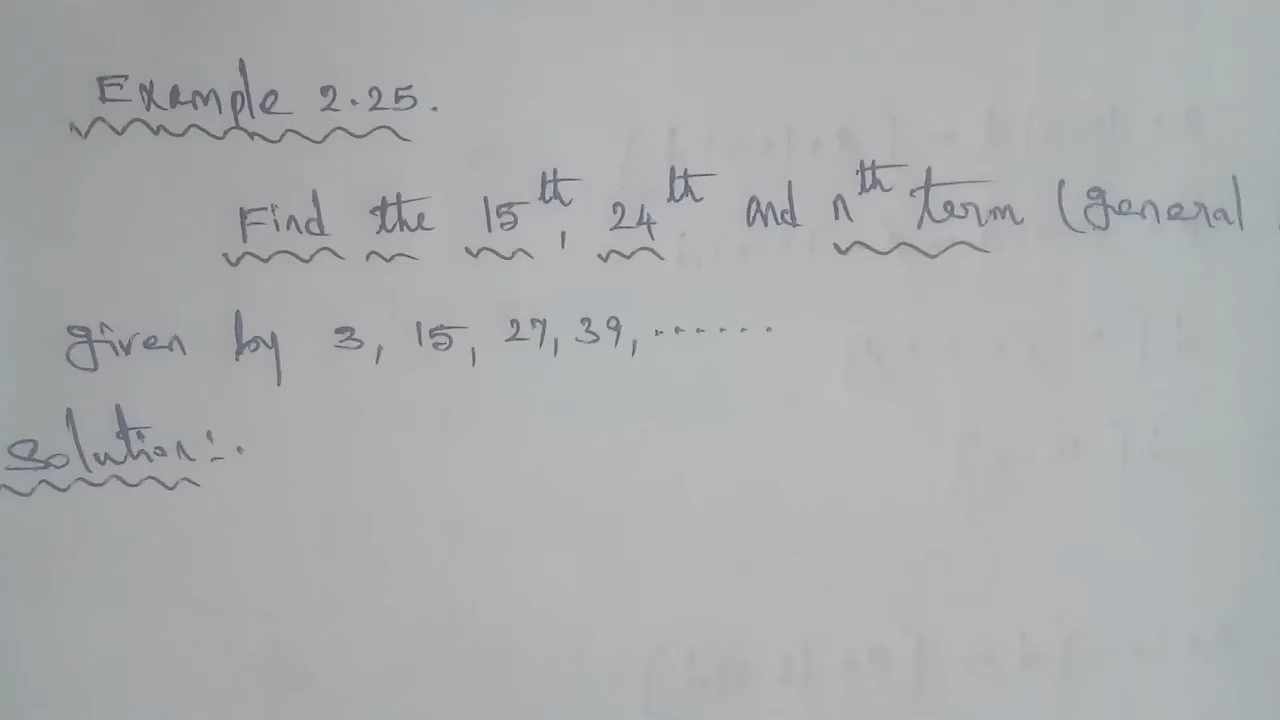 Example 2.25.
Find the 15th, 24th and nth term (general
given by 3, 15, 27, 39, ......
Solution:-.